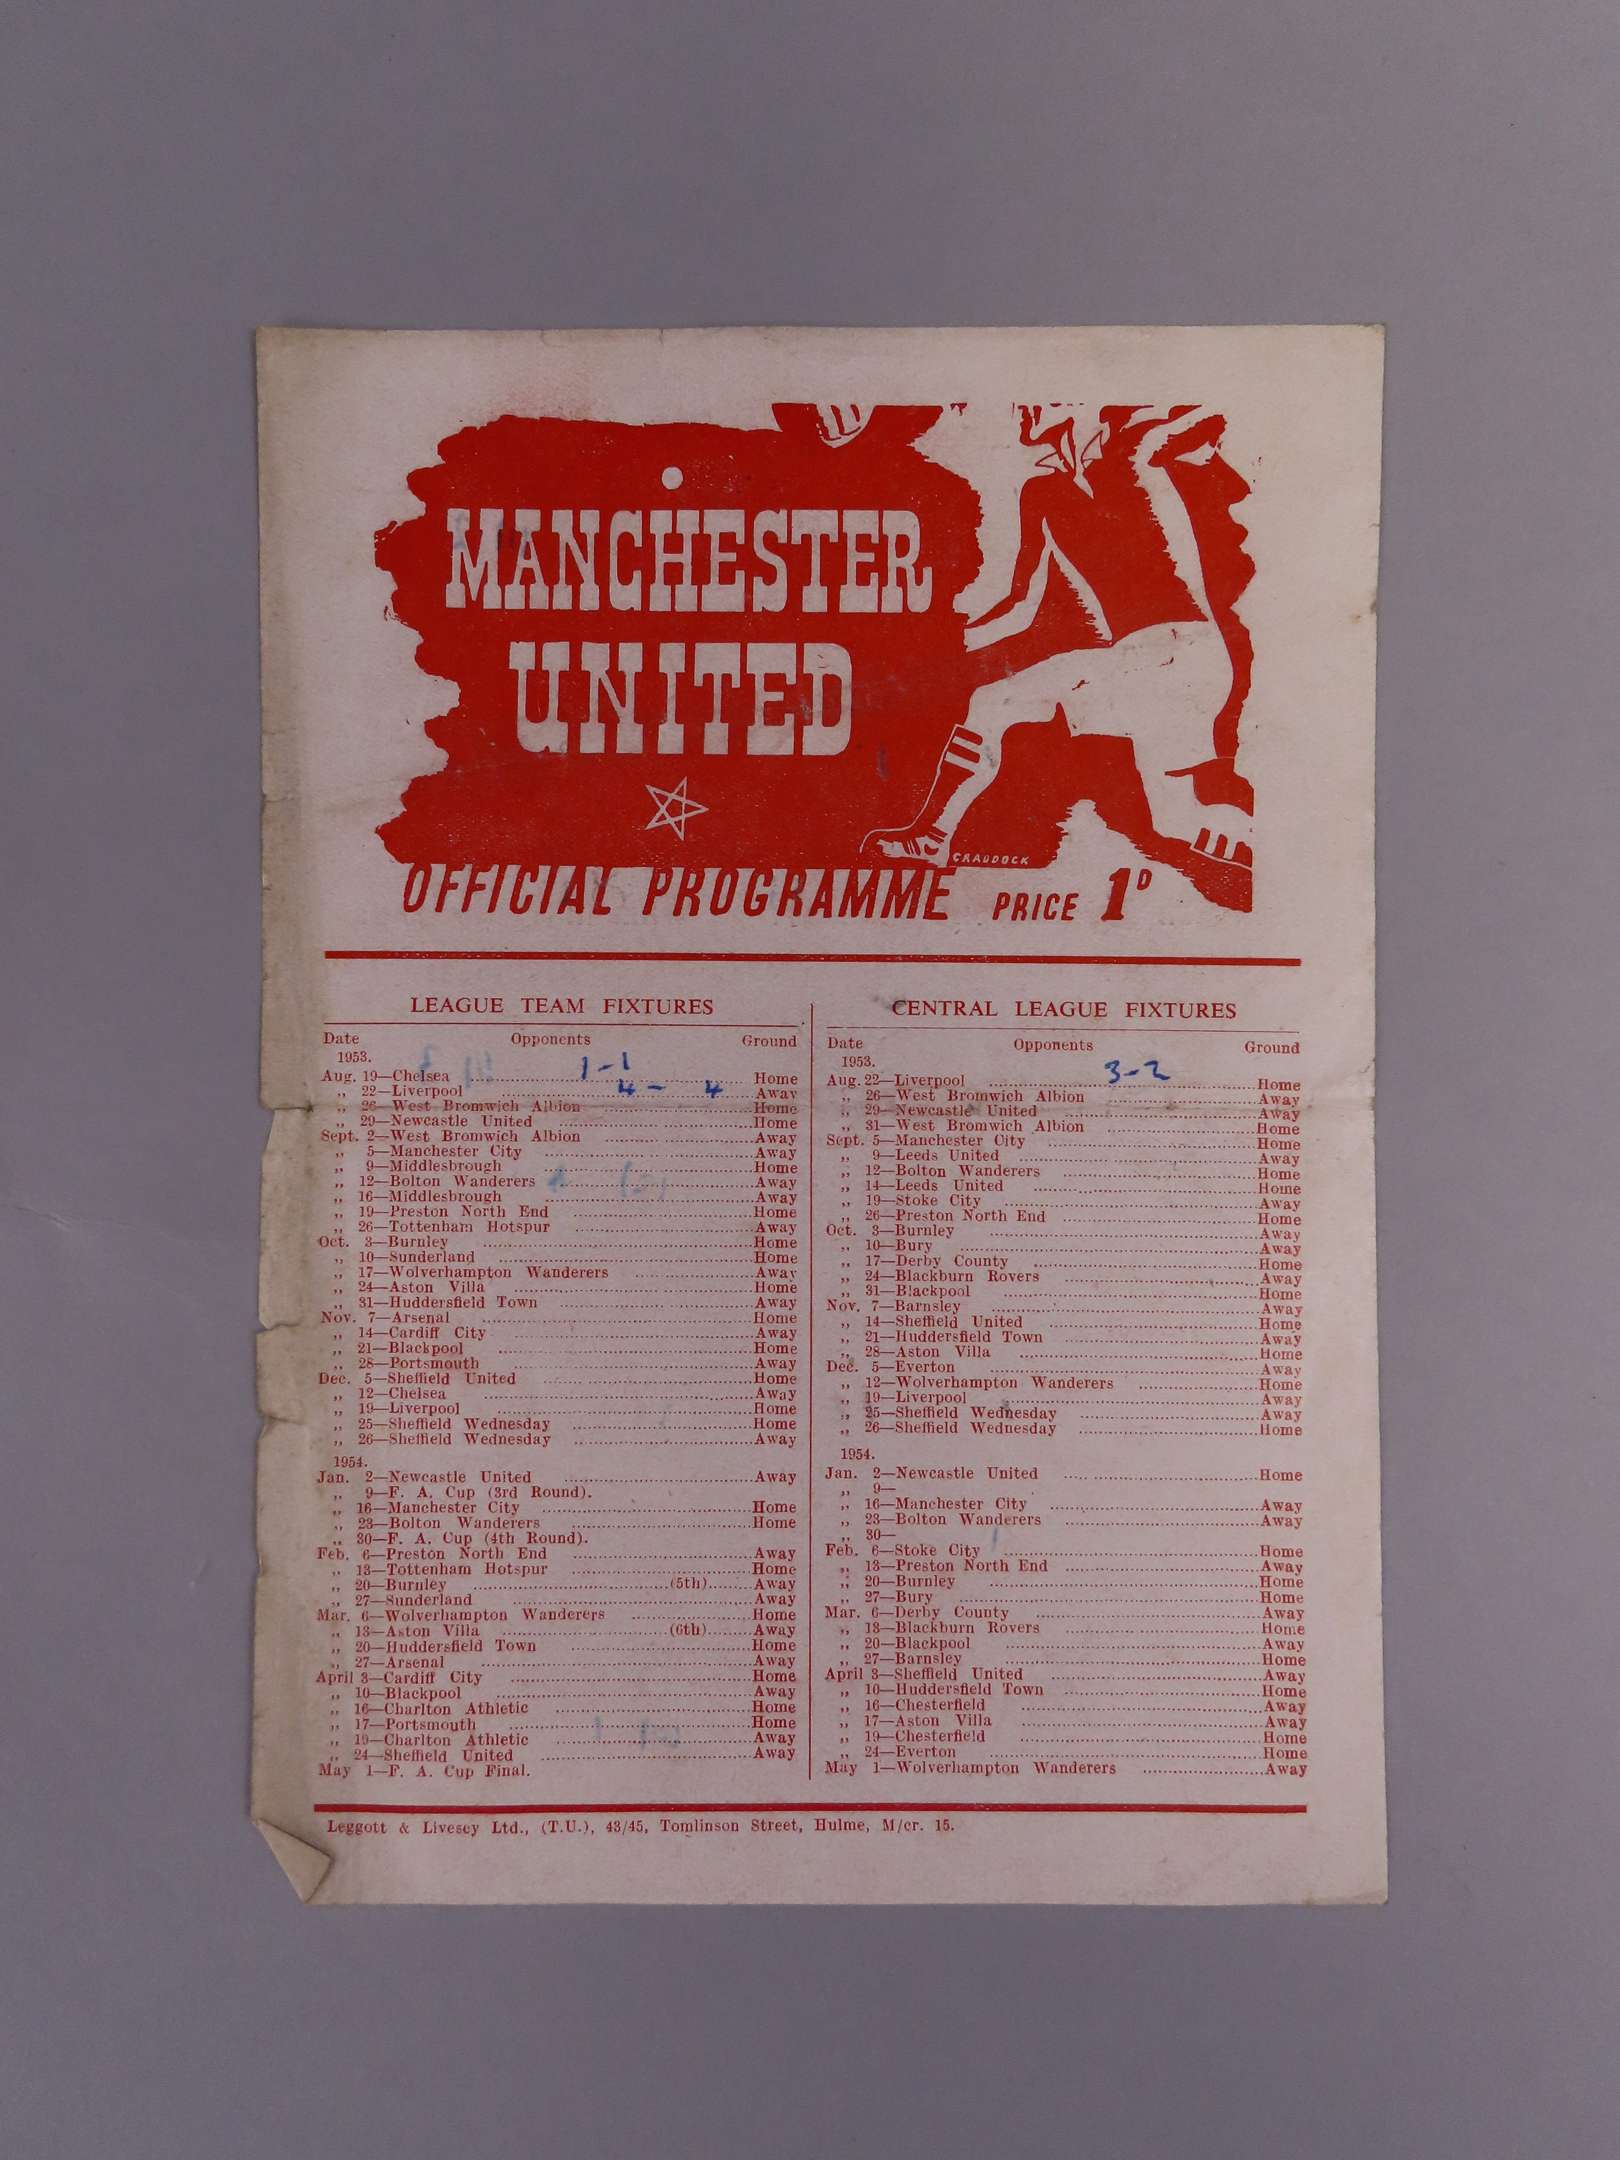 MANCHESTER
UNITED
CRADDOCK
OFFICIAL PROGRAMME PRICE 1D
LEAGUE TEAM FIXTURES
Date Opponents Ground
1953.
Aug. 19—Chelsea 1-1 Home
„ 22—Liverpool 4-4 Away
„ 26—West Bromwich Albion Home
„ 29—Newcastle United Home
Sept. 2—West Bromwich Albion Away
„ 5—Manchester City Away
„ 9—Middlesbrough Home
„ 12—Bolton Wanderers Away
„ 16—Middlesbrough Away
„ 19—Preston North End Home
„ 26—Tottenham Hotspur Away
Oct. 3—Burnley Home
„ 10—Sunderland Home
„ 17—Wolverhampton Wanderers Away
„ 24—Aston Villa Home
„ 31—Huddersfield Town Away
Nov. 7—Arsenal Home
„ 14—Cardiff City Away
„ 21—Blackpool Home
„ 28—Portsmouth Away
Dec. 5—Sheffield United Home
„ 12—Chelsea Away
„ 19—Liverpool Home
„ 25—Sheffield Wednesday Home
„ 26—Sheffield Wednesday Away
1954.
Jan. 2—Newcastle United Away
„ 9—F. A. Cup (3rd Round).
„ 16—Manchester City Home
„ 23—Bolton Wanderers Home
„ 30—F. A. Cup (4th Round).
Feb. 6—Preston North End Away
„ 13—Tottenham Hotspur Home
„ 20—Burnley (5th) Away
„ 27—Sunderland Away
Mar. 6—Wolverhampton Wanderers Home
„ 13—Aston Villa (6th) Away
„ 20—Huddersfield Town Home
„ 27—Arsenal Away
April 3—Cardiff City Home
„ 10—Blackpool Away
„ 16—Charlton Athletic Home
„ 17—Portsmouth Home
„ 19—Charlton Athletic Away
„ 24—Sheffield United Away
May 1—F. A. Cup Final.
CENTRAL LEAGUE FIXTURES
Date Opponents Ground
1953.
Aug. 22—Liverpool 3-2 Home
„ 26—West Bromwich Albion Away
„ 29—Newcastle United Away
„ 31—West Bromwich Albion Home
Sept. 5—Manchester City Home
„ 9—Leeds United Away
„ 12—Bolton Wanderers Home
„ 14—Leeds United Home
„ 19—Stoke City Away
„ 26—Preston North End Home
Oct. 3—Burnley Away
„ 10—Bury Away
„ 17—Derby County Home
„ 24—Blackburn Rovers Away
„ 31—Blackpool Home
Nov. 7—Barnsley Away
„ 14—Sheffield United Home
„ 21—Huddersfield Town Away
„ 28—Aston Villa Home
Dec. 5—Everton Away
„ 12—Wolverhampton Wanderers Home
„ 19—Liverpool Away
„ 25—Sheffield Wednesday Away
„ 26—Sheffield Wednesday Home
1954.
Jan. 2—Newcastle United Home
„ 9—
„ 16—Manchester City Away
„ 23—Bolton Wanderers Away
„ 30—
Feb. 6—Stoke City Home
„ 13—Preston North End Away
„ 20—Burnley Home
„ 27—Bury Home
Mar. 6—Derby County Away
„ 13—Blackburn Rovers Home
„ 20—Blackpool Away
„ 27—Barnsley Home
April 3—Sheffield United Away
„ 10—Huddersfield Town Home
„ 16—Chesterfield Away
„ 17—Aston Villa Away
„ 19—Chesterfield Home
„ 24—Everton Home
May 1—Wolverhampton Wanderers Away
Leggott & Livesey Ltd., (T.U.), 43/45, Tomlinson Street, Hulme, M/cr. 15.